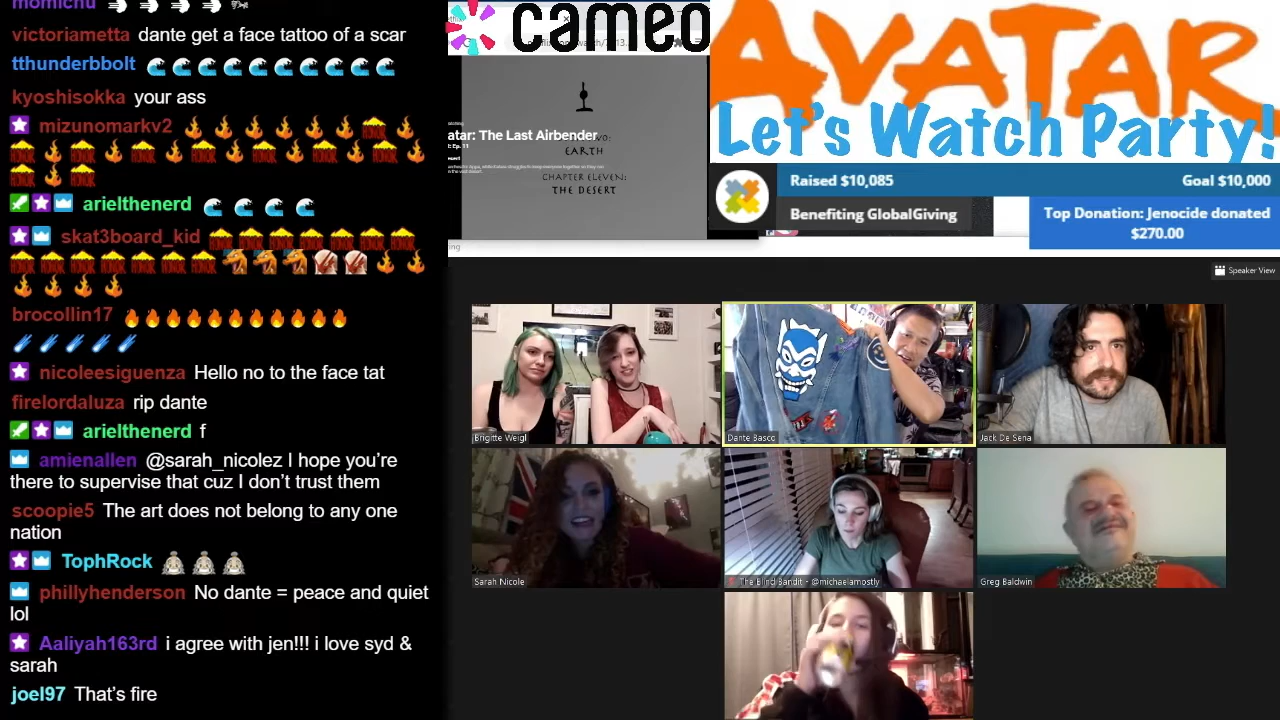 momichu
victoriametta dante get a face tattoo of a scar
tthunderbbolt
kyoshisokka your ass
mizunomarkv2
arielthenerd
skat3board_kid
brocollin17
nicoleesiguenza Hello no to the face tat
firelordaluza rip dante
arielthenerd f
amienallen @sarah_nicolez I hope you're
there to supervise that cuz I don't trust them
scoopie5 The art does not belong to any one
nation
TophRock
phillyhenderson No dante = peace and quiet
lol
Aaliyah163rd i agree with jen!!! i love syd &
sarah
joel97 That's fire
cameo
atar: The Last Airbender
EARTH
CHAPTER ELEVEN:
THE DESERT
AVATAR
Let's Watch Party!
Raised $10,085
Goal $10,000
Benefiting GlobalGiving
Top Donation: Jenocide donated
$270.00
Speaker View
Brigitte Weigl
Dante Basco
Jack De Sena
Sarah Nicole
The Blind Bandit - @michaelamostly
Greg Baldwin